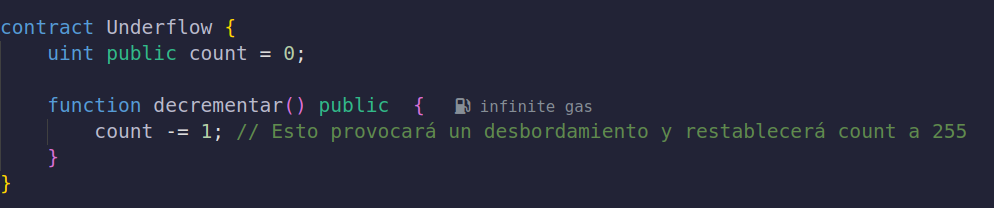 contract Underflow {
uint public count = 0;
function decrementar() public {   infinite gas
count -= 1; // Esto provocará un desbordamiento y restablecerá count a 255
}
}